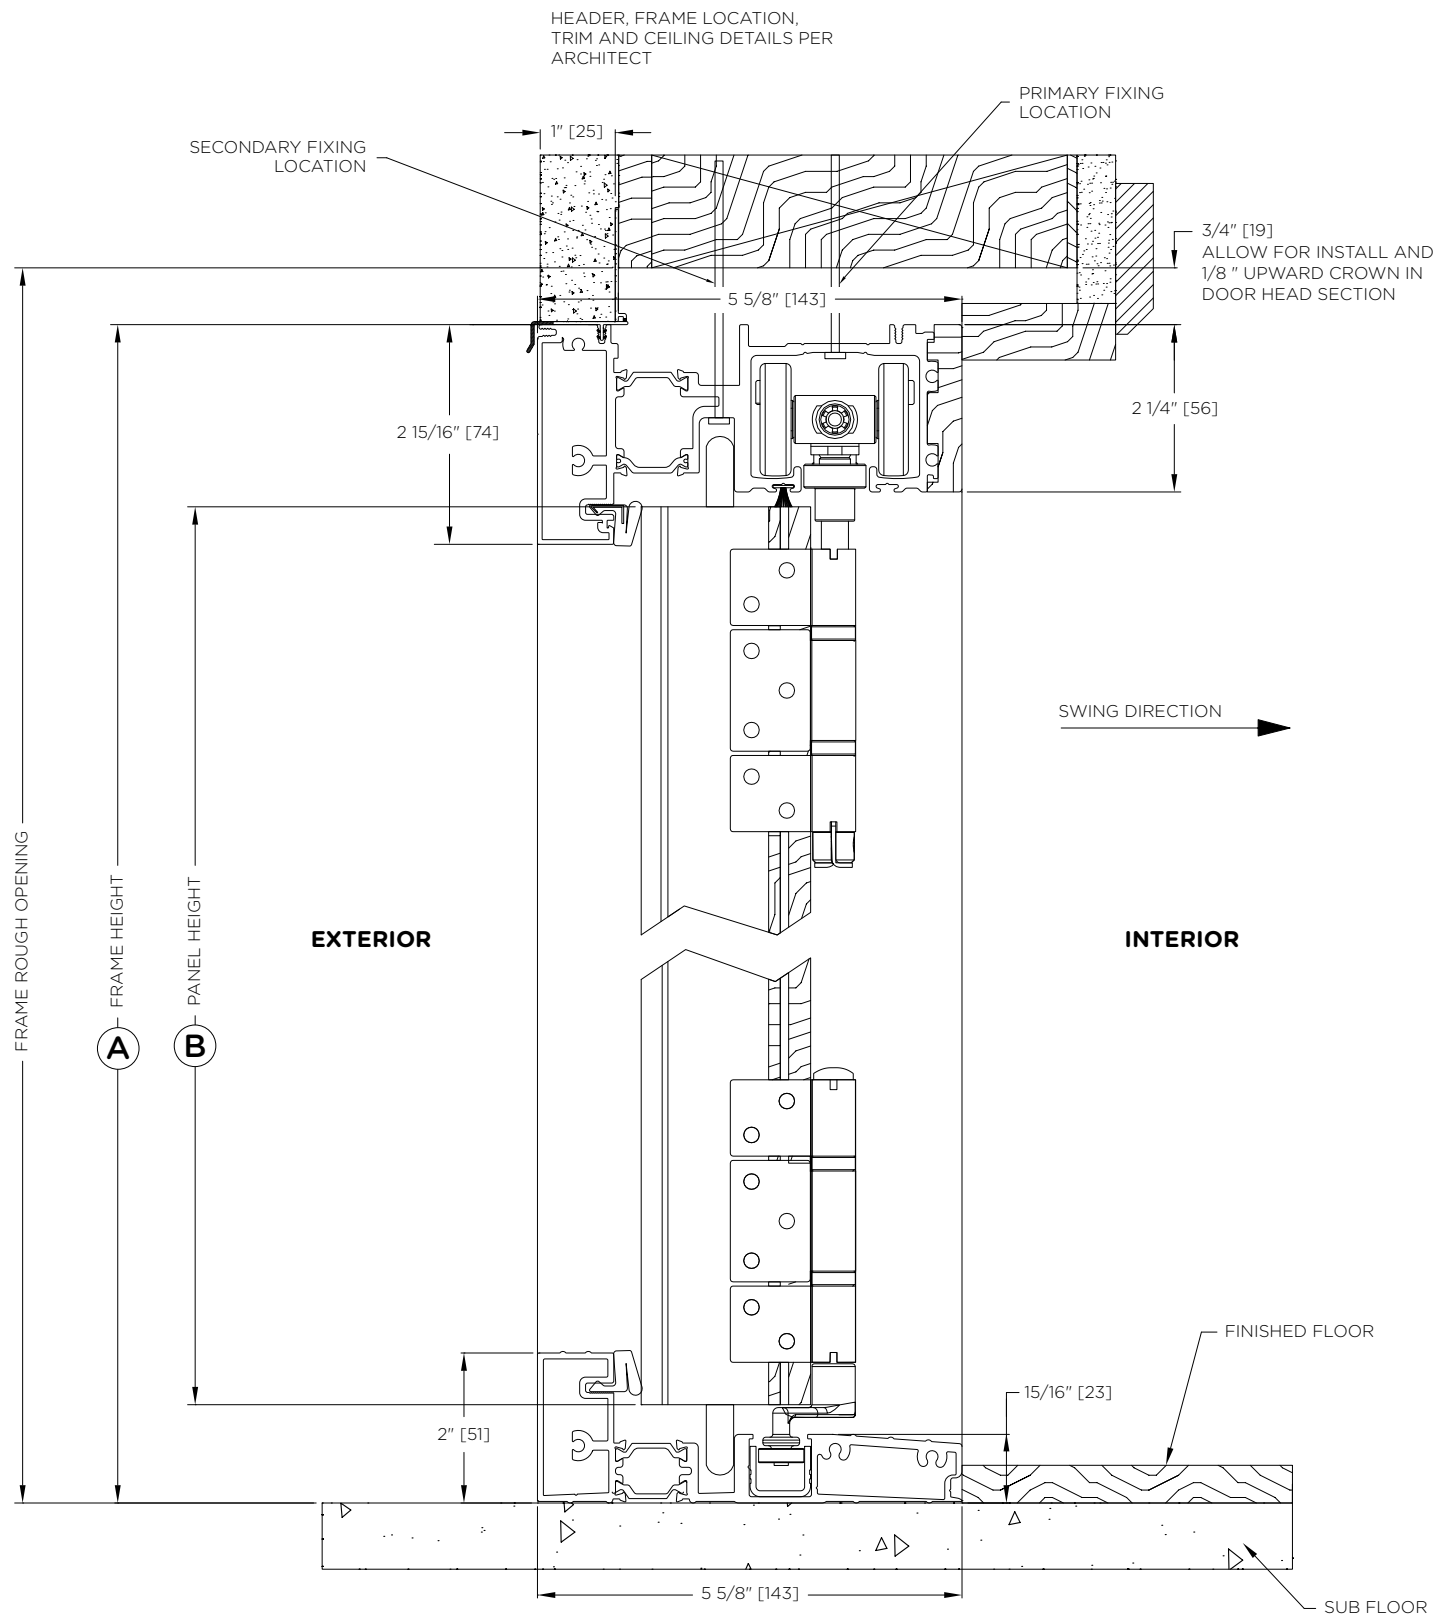 HEADER, FRAME LOCATION,
TRIM AND CEILING DETAILS PER
ARCHITECT
PRIMARY FIXING
LOCATION
1" [25]
SECONDARY FIXING
LOCATION
3/4" [19]
ALLOW FOR INSTALL AND
1/8 " UPWARD CROWN IN
DOOR HEAD SECTION
5 5/8" [143]
2 15/16" [74]
2 1/4" [56]
SWING DIRECTION
FRAME ROUGH OPENING
FRAME HEIGHT
A
PANEL HEIGHT
B
EXTERIOR
INTERIOR
FINISHED FLOOR
15/16" [23]
2" [51]
5 5/8" [143]
SUB FLOOR